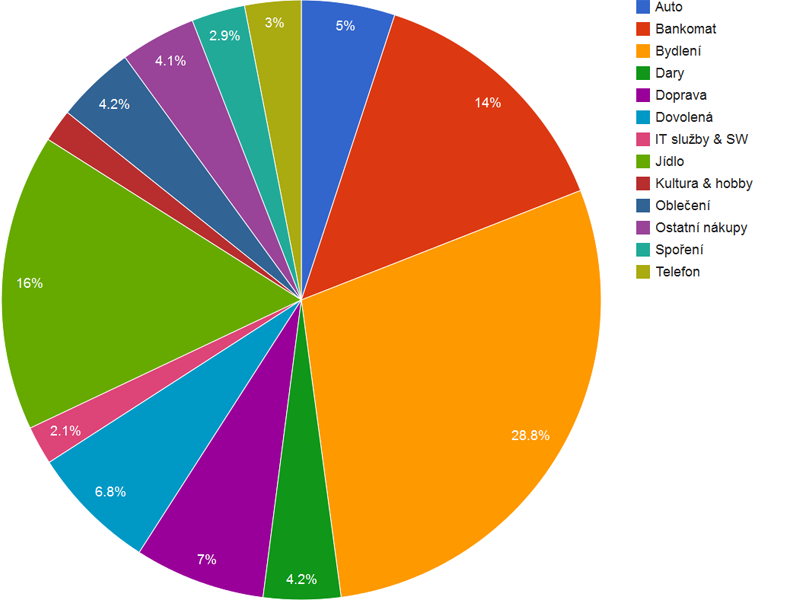 5%
14%
28.8%
4.2%
7%
6.8%
2.1%
16%
4.2%
4.1%
2.9%
3%
Auto
Bankomat
Bydlení
Dary
Doprava
Dovolená
IT služby & SW
Jídlo
Kultura & hobby
Oblečení
Ostatní nákupy
Spoření
Telefon